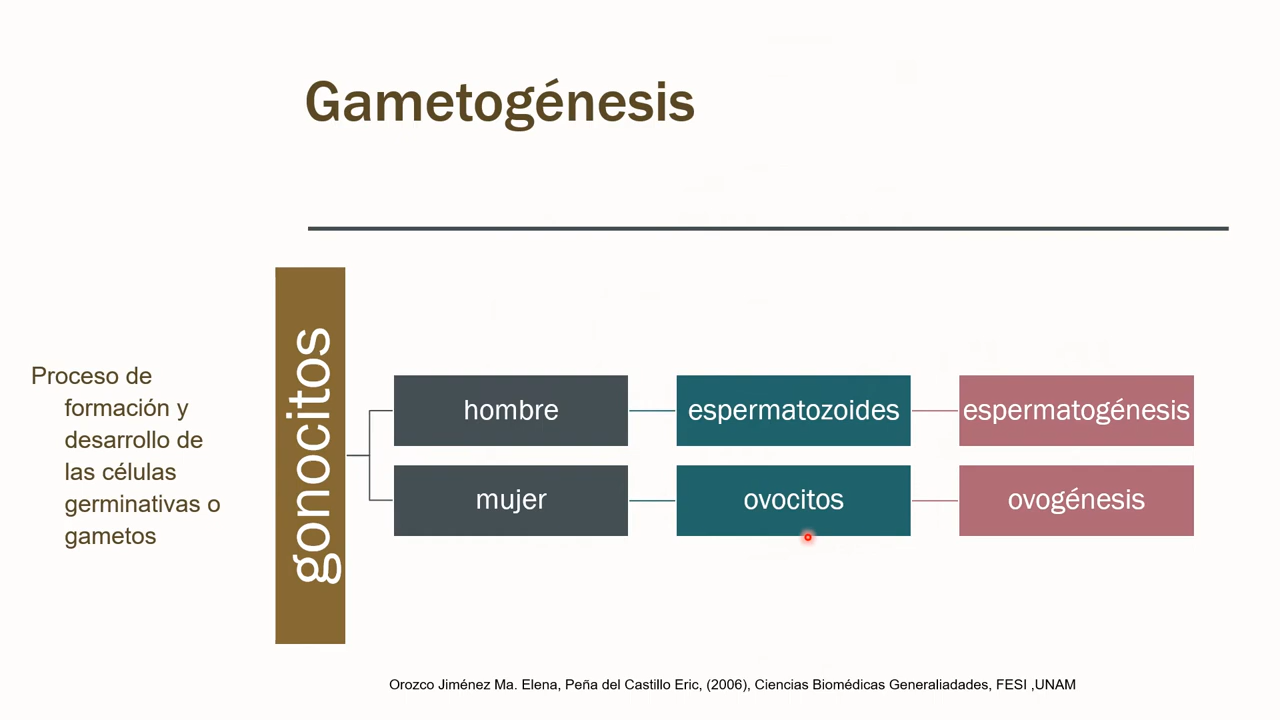 Gametogénesis
Proceso de
formación y
desarrollo de
las células
germinativas o
gametos
gonocitos
hombre
espermatozoides
espermatogénesis
mujer
ovocitos
ovogénesis
Orozco Jiménez Ma. Elena, Peña del Castillo Eric, (2006), Ciencias Biomédicas Generaliadades, FESI ,UNAM